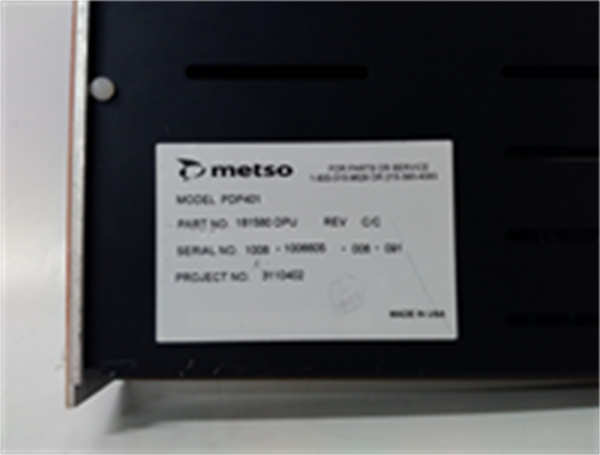 metso
FOR PARTS OR SERVICE
MODEL PDP401
PART NO. 181580 DPU REV C/C
SERIAL NO. 1008 - 1008605 - 008 - 091
PROJECT NO. 3110402
MADE IN USA